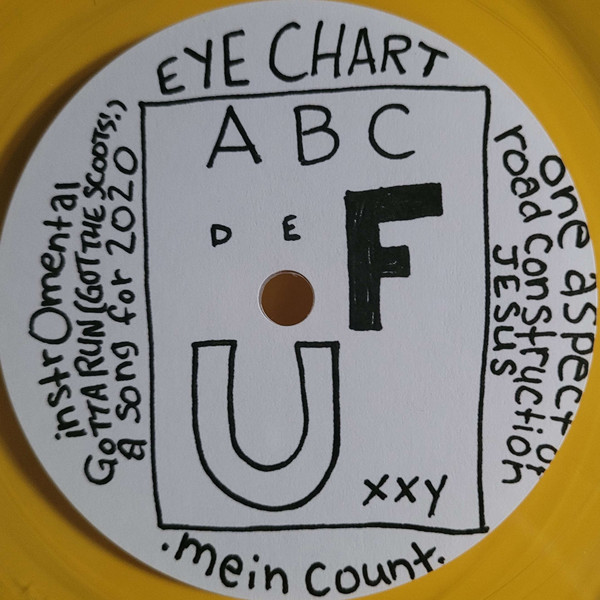 EYE CHART
A B C
D E F
U xxy
.mein count.
instrOmental
GOTTA RUN (GOT THE SCOOTS!)
a song for 2020
one aspect of
road construction
JESUS